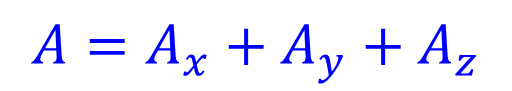 A = A_x + A_y + A_z